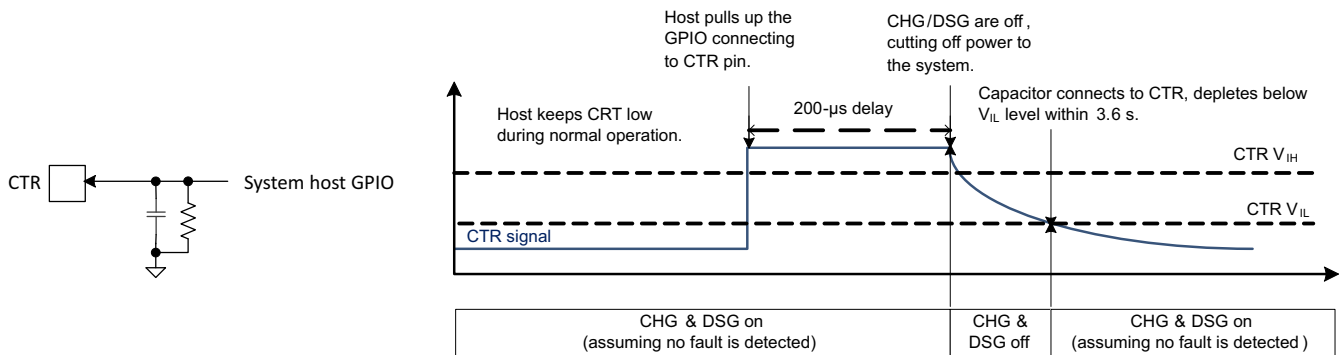 Host pulls up the
GPIO connecting
to CTR pin.
CHG/DSG are off,
cutting off power to
the system.
Host keeps CRT low
during normal operation.
200-μs delay
Capacitor connects to CTR, depletes below
VIL level within 3.6 s.
CTR VIH
CTR
System host GPIO
CTR VIL
CTR signal
CHG & DSG on
(assuming no fault is detected)
CHG &
DSG off
CHG & DSG on
(assuming no fault is detected)